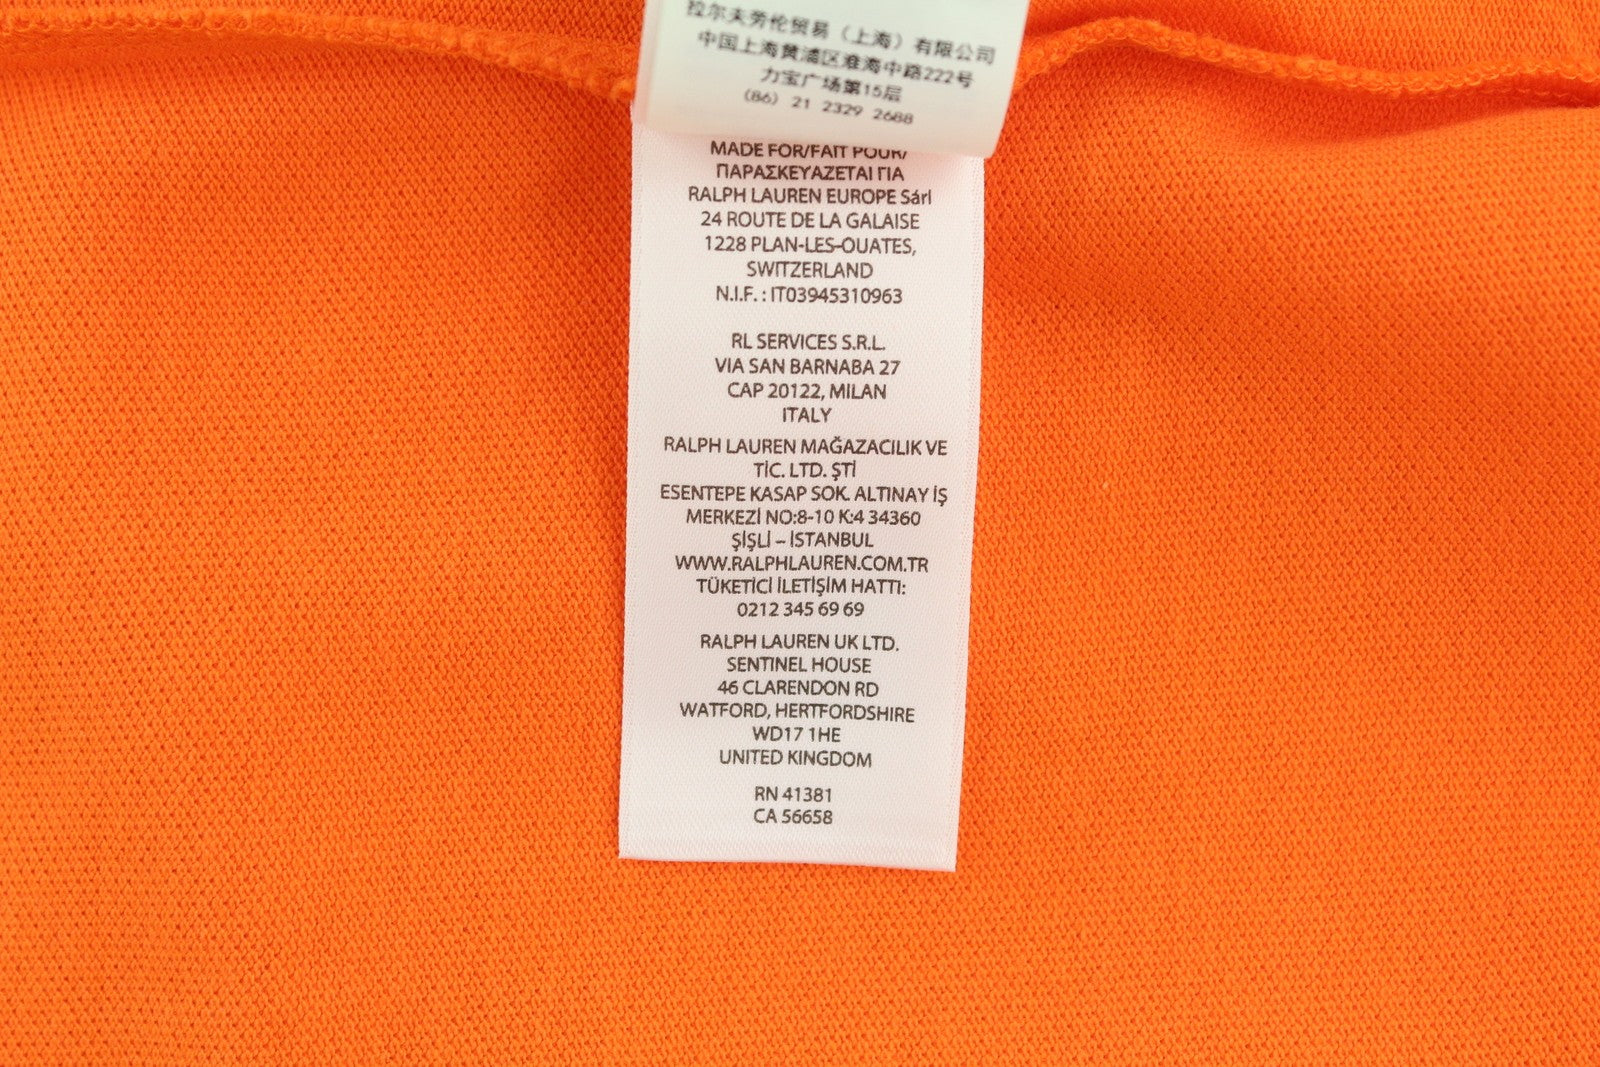 拉尔夫劳伦贸易（上海）有限公司
中国上海黄浦区淮海中路222号
力宝广场第15层
(86) 21 2329 2688
MADE FOR/FAIT POUR/
ΠΑΡΑΣΚΕΥΑΖΕΤΑΙ ΓΙΑ
RALPH LAUREN EUROPE Sárl
24 ROUTE DE LA GALAISE
1228 PLAN-LES-OUATES,
SWITZERLAND
N.I.F. : IT03945310963
RL SERVICES S.R.L.
VIA SAN BARNABA 27
CAP 20122, MILAN
ITALY
RALPH LAUREN MAĞAZACILIK VE
TİC. LTD. ŞTİ
ESENTEPE KASAP SOK. ALTINAY İŞ
MERKEZİ NO:8-10 K:4 34360
ŞİŞLİ – İSTANBUL
WWW.RALPHLAUREN.COM.TR
TÜKETİCİ İLETİŞİM HATTI:
0212 345 69 69
RALPH LAUREN UK LTD.
SENTINEL HOUSE
46 CLARENDON RD
WATFORD, HERTFORDSHIRE
WD17 1HE
UNITED KINGDOM
RN 41381
CA 56658